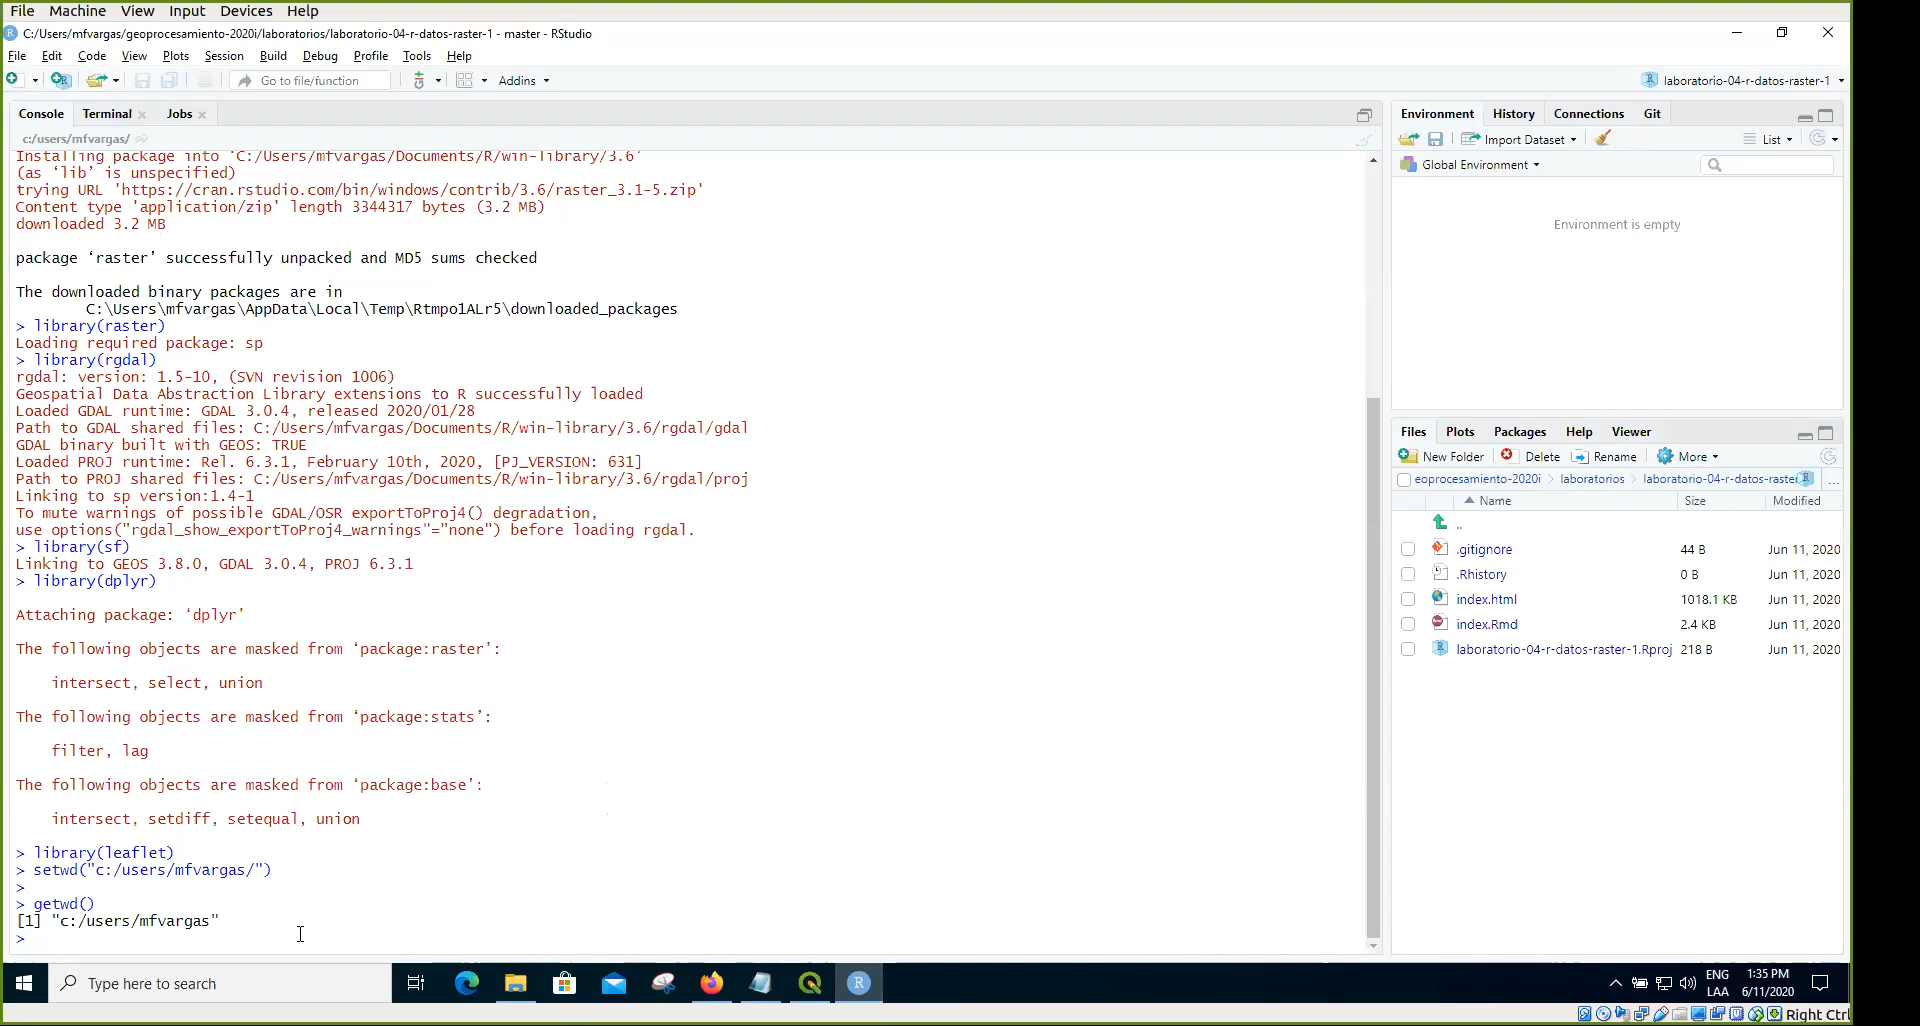 File Machine View Input Devices Help
C:/Users/mfvargas/geoprocesamiento-2020i/laboratorios/laboratorio-04-r-datos-raster-1 - master - RStudio
File Edit Code View Plots Session Build Debug Profile Tools Help
Go to file/function Addins laboratorio-04-r-datos-raster-1
Console Terminal Jobs
c:/users/mfvargas/
Installing package into ‘C:/Users/mfvargas/Documents/R/win-library/3.6’
(as ‘lib’ is unspecified)
trying URL 'https://cran.rstudio.com/bin/windows/contrib/3.6/raster_3.1-5.zip'
Content type 'application/zip' length 3344317 bytes (3.2 MB)
downloaded 3.2 MB
package ‘raster’ successfully unpacked and MD5 sums checked
The downloaded binary packages are in
C:\Users\mfvargas\AppData\Local\Temp\Rtmpo1ALr5\downloaded_packages
> library(raster)
Loading required package: sp
> library(rgdal)
rgdal: version: 1.5-10, (SVN revision 1006)
Geospatial Data Abstraction Library extensions to R successfully loaded
Loaded GDAL runtime: GDAL 3.0.4, released 2020/01/28
Path to GDAL shared files: C:/Users/mfvargas/Documents/R/win-library/3.6/rgdal/gdal
GDAL binary built with GEOS: TRUE
Loaded PROJ runtime: Rel. 6.3.1, February 10th, 2020, [PJ_VERSION: 631]
Path to PROJ shared files: C:/Users/mfvargas/Documents/R/win-library/3.6/rgdal/proj
Linking to sp version:1.4-1
To mute warnings of possible GDAL/OSR exportToProj4() degradation,
use options("rgdal_show_exportToProj4_warnings"="none") before loading rgdal.
> library(sf)
Linking to GEOS 3.8.0, GDAL 3.0.4, PROJ 6.3.1
> library(dplyr)
Attaching package: ‘dplyr’
The following objects are masked from ‘package:raster’:
intersect, select, union
The following objects are masked from ‘package:stats’:
filter, lag
The following objects are masked from ‘package:base’:
intersect, setdiff, setequal, union
> library(leaflet)
> setwd("c:/users/mfvargas/")
>
> getwd()
[1] "c:/users/mfvargas"
>
Environment History Connections Git
Import Dataset List
Global Environment
Environment is empty
Files Plots Packages Help Viewer
New Folder Delete Rename More
eoprocesamiento-2020i > laboratorios > laboratorio-04-r-datos-raster ...
Name Size Modified
..
.gitignore 44 B Jun 11, 2020
.Rhistory 0 B Jun 11, 2020
index.html 1018.1 KB Jun 11, 2020
index.Rmd 2.4 KB Jun 11, 2020
laboratorio-04-r-datos-raster-1.Rproj 218 B Jun 11, 2020
Type here to search
ENG
LAA
1:35 PM
6/11/2020
Right Ctrl